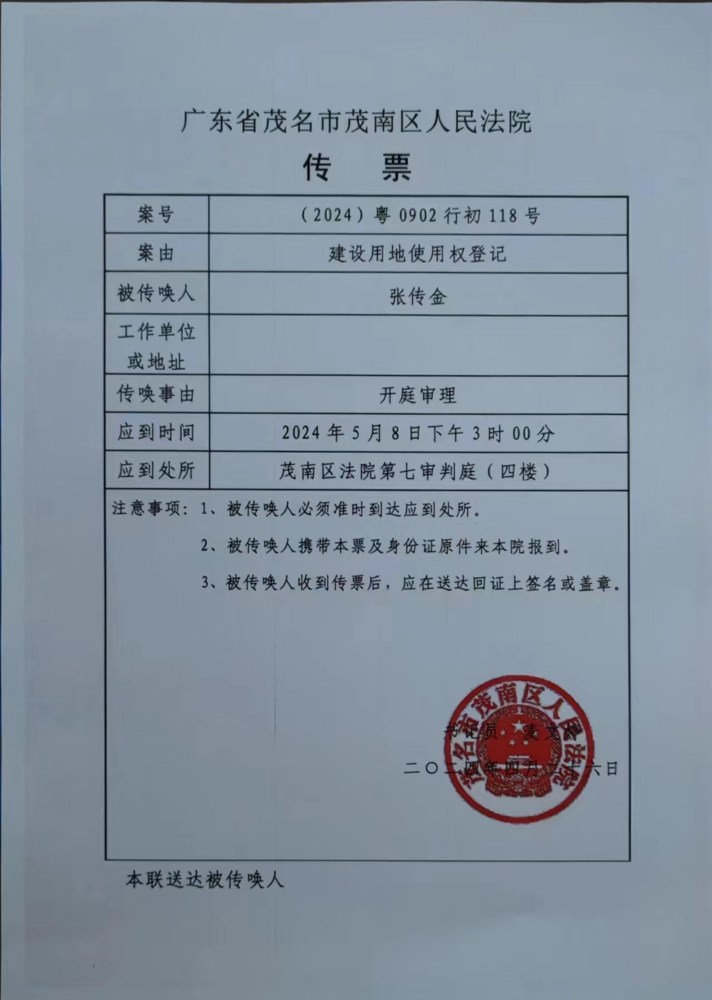 广东省茂名市茂南区人民法院
传 票
案号 （2024）粤 0902 行初 118 号
案由 建设用地使用权登记
被传唤人 张传金
工作单位
或地址
传唤事由 开庭审理
应到时间 2024 年 5 月 8 日下午 3 时 00 分
应到处所 茂南区法院第七审判庭（四楼）
注意事项：1、被传唤人必须准时到达应到处所。
2、被传唤人携带本票及身份证原件来本院报到。
3、被传唤人收到传票后，应在送达回证上签名或盖章。
茂名市茂南区人民法院
书记员 麦文
二〇二四年四月二十六日
本联送达被传唤人